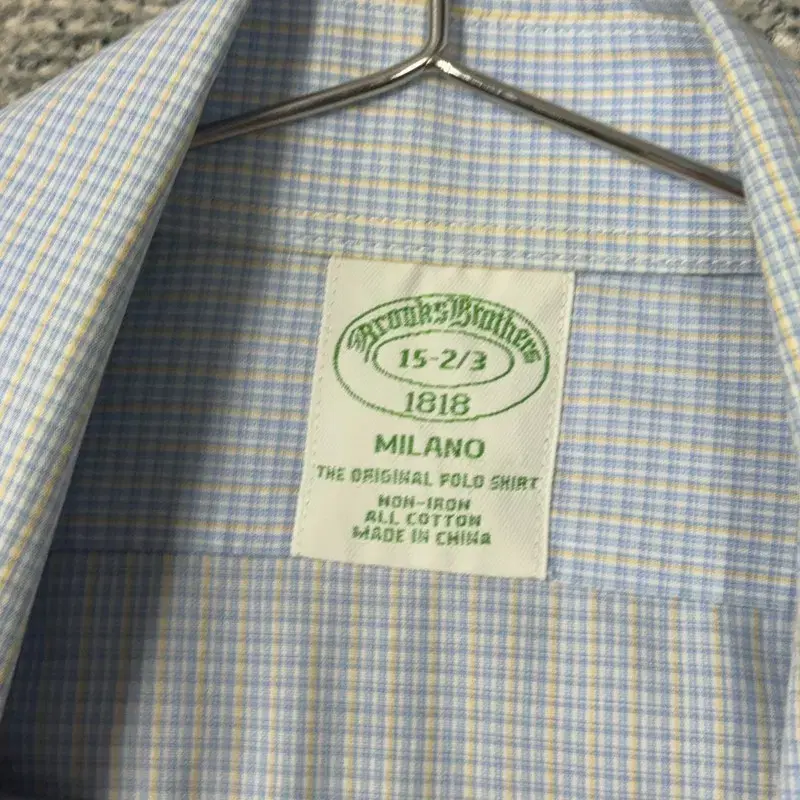 Brooks Brothers
15-2/3
1818
MILANO
THE ORIGINAL POLO SHIRT
NON-IRON
ALL COTTON
MADE IN CHINA